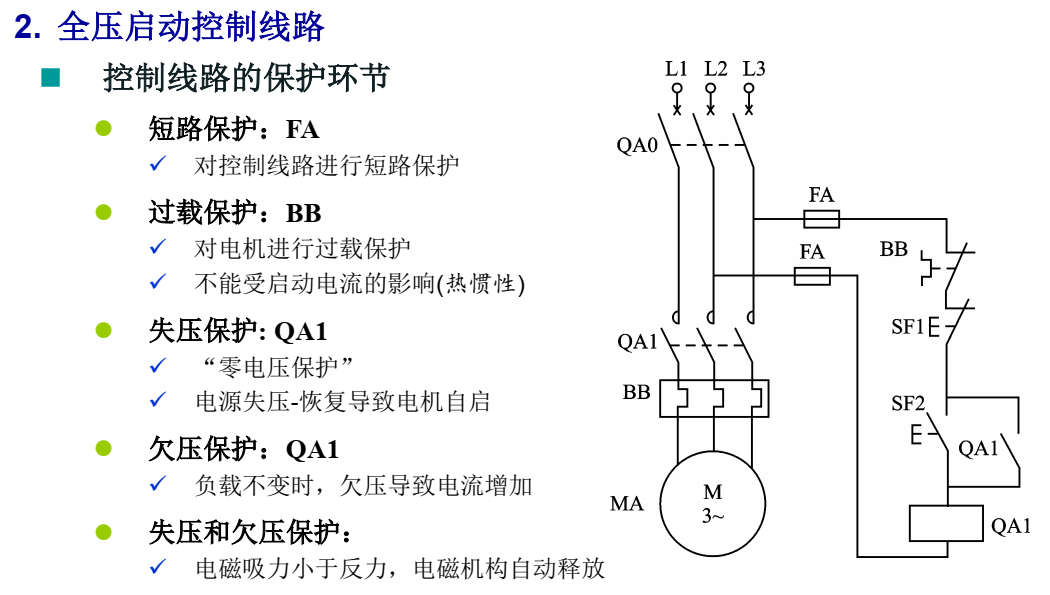 2. 全压启动控制线路
控制线路的保护环节
短路保护：FA
对控制线路进行短路保护
过载保护：BB
对电机进行过载保护
不能受启动电流的影响(热惯性)
失压保护: QA1
“零电压保护”
电源失压-恢复导致电机自启
欠压保护：QA1
负载不变时，欠压导致电流增加
失压和欠压保护：
电磁吸力小于反力，电磁机构自动释放
L1 L2 L3
QA0
FA
FA
BB
SF1
QA1
BB
SF2
QA1
MA
M
3~
QA1